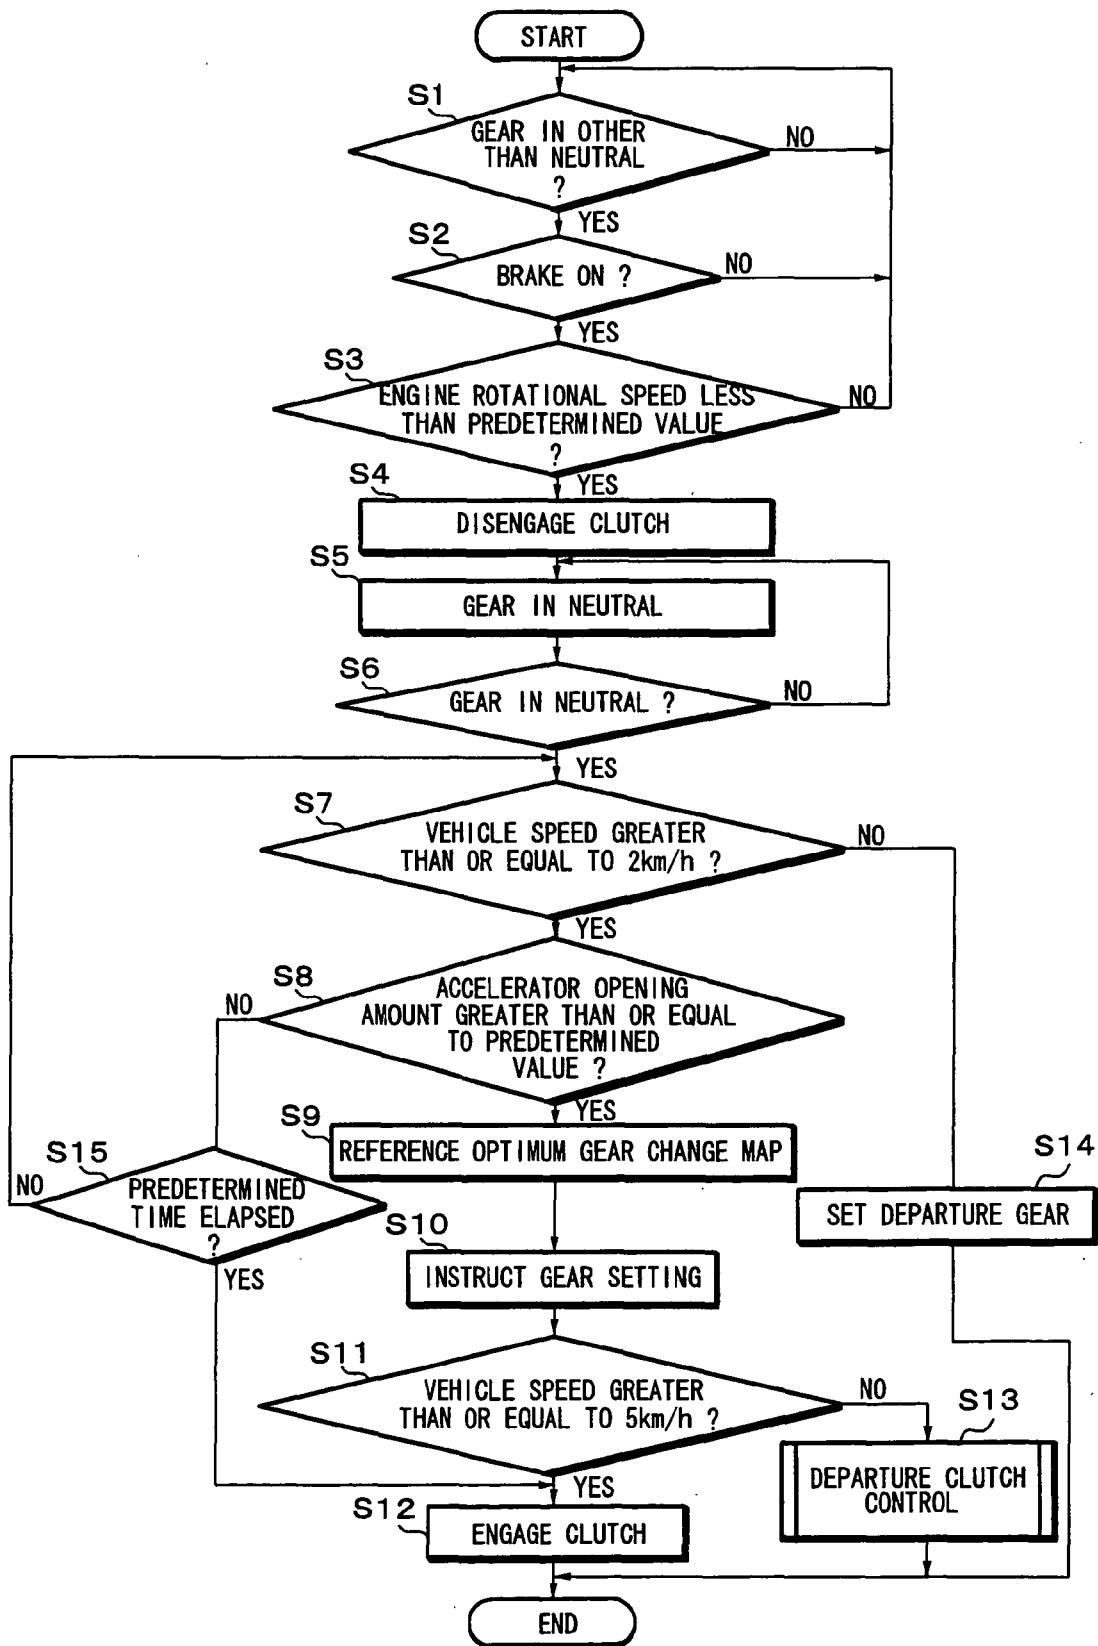 START
S1
GEAR IN OTHER
THAN NEUTRAL
?
NO
YES
S2
BRAKE ON ?
NO
YES
S3
ENGINE ROTATIONAL SPEED LESS
THAN PREDETERMINED VALUE
?
NO
YES
S4
DISENGAGE CLUTCH
S5
GEAR IN NEUTRAL
S6
GEAR IN NEUTRAL ?
NO
YES
S7
VEHICLE SPEED GREATER
THAN OR EQUAL TO 2km/h ?
NO
YES
S8
ACCELERATOR OPENING
AMOUNT GREATER THAN OR EQUAL
TO PREDETERMINED
VALUE ?
NO
YES
S9
REFERENCE OPTIMUM GEAR CHANGE MAP
S15
PREDETERMINED
TIME ELAPSED
?
NO
YES
S14
SET DEPARTURE GEAR
S10
INSTRUCT GEAR SETTING
S11
VEHICLE SPEED GREATER
THAN OR EQUAL TO 5km/h ?
NO
YES
S13
DEPARTURE CLUTCH
CONTROL
S12
ENGAGE CLUTCH
END